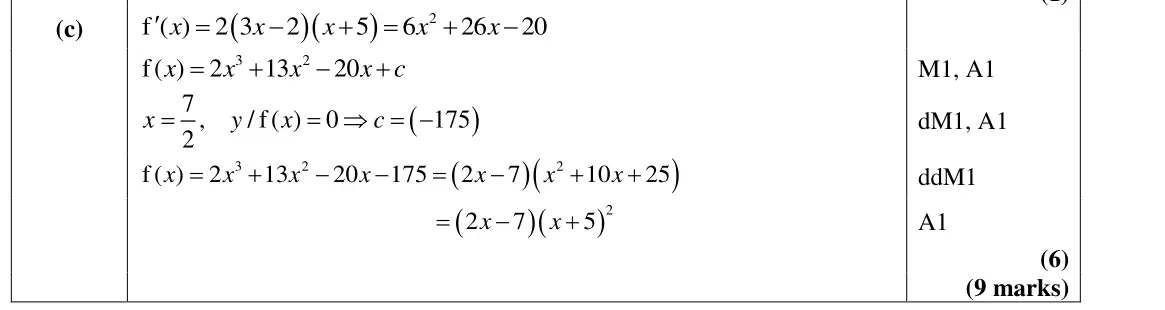 (c) f′(x) = 2(3x − 2)(x + 5) = 6x² + 26x − 20
f(x) = 2x³ + 13x² − 20x + c M1, A1
x = 7/2, y / f(x) = 0 ⇒ c = (−175) dM1, A1
f(x) = 2x³ + 13x² − 20x − 175 = (2x − 7)(x² + 10x + 25) ddM1
= (2x − 7)(x + 5)² A1
(6)
(9 marks)